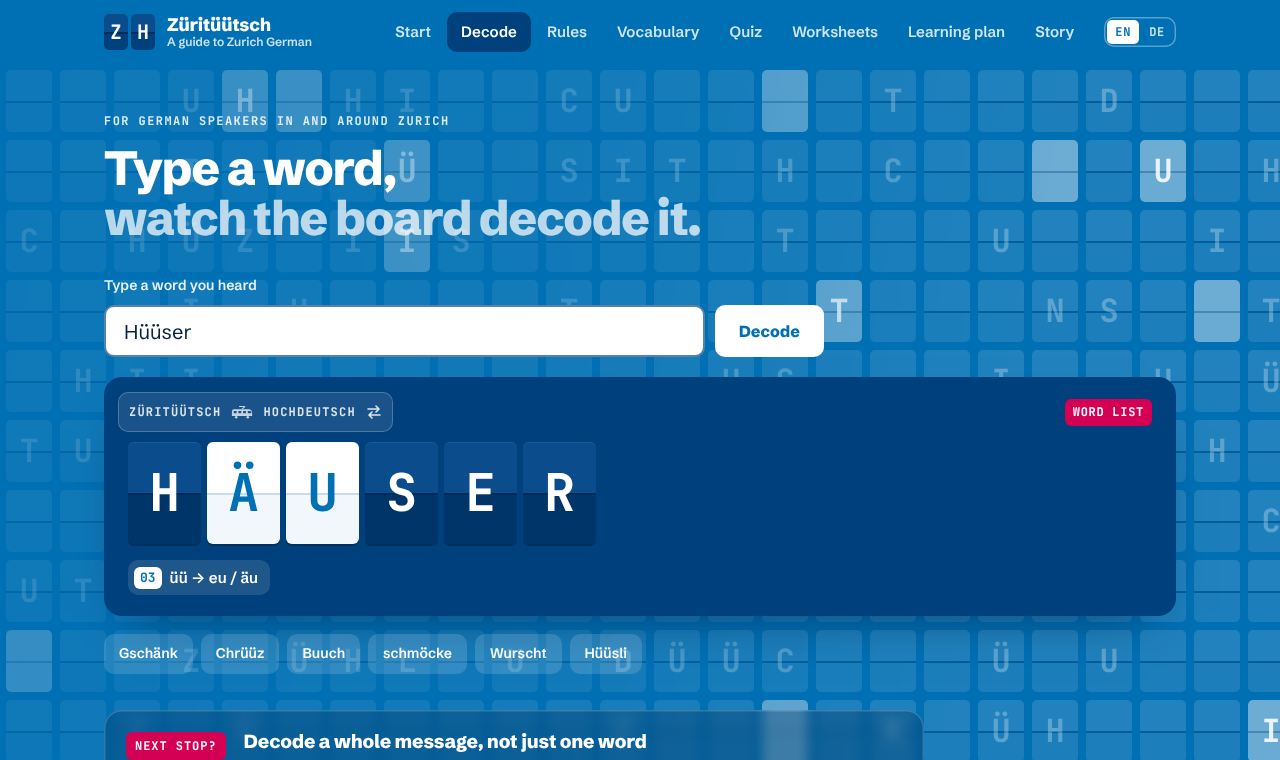 Z H
Züritüütsch
A guide to Zurich German
Start
Decode
Rules
Vocabulary
Quiz
Worksheets
Learning plan
Story
EN DE
FOR GERMAN SPEAKERS IN AND AROUND ZURICH
Type a word,
watch the board decode it.
Type a word you heard
Hüüser
Decode
ZÜRITÜÜTSCH HOCHDEUTSCH
WORD LIST
HÄUSER
03 üü → eu / äu
Gschänk
Chrüüz
Buuch
schmöcke
Wurscht
Hüüsli
NEXT STOP?
Decode a whole message, not just one word